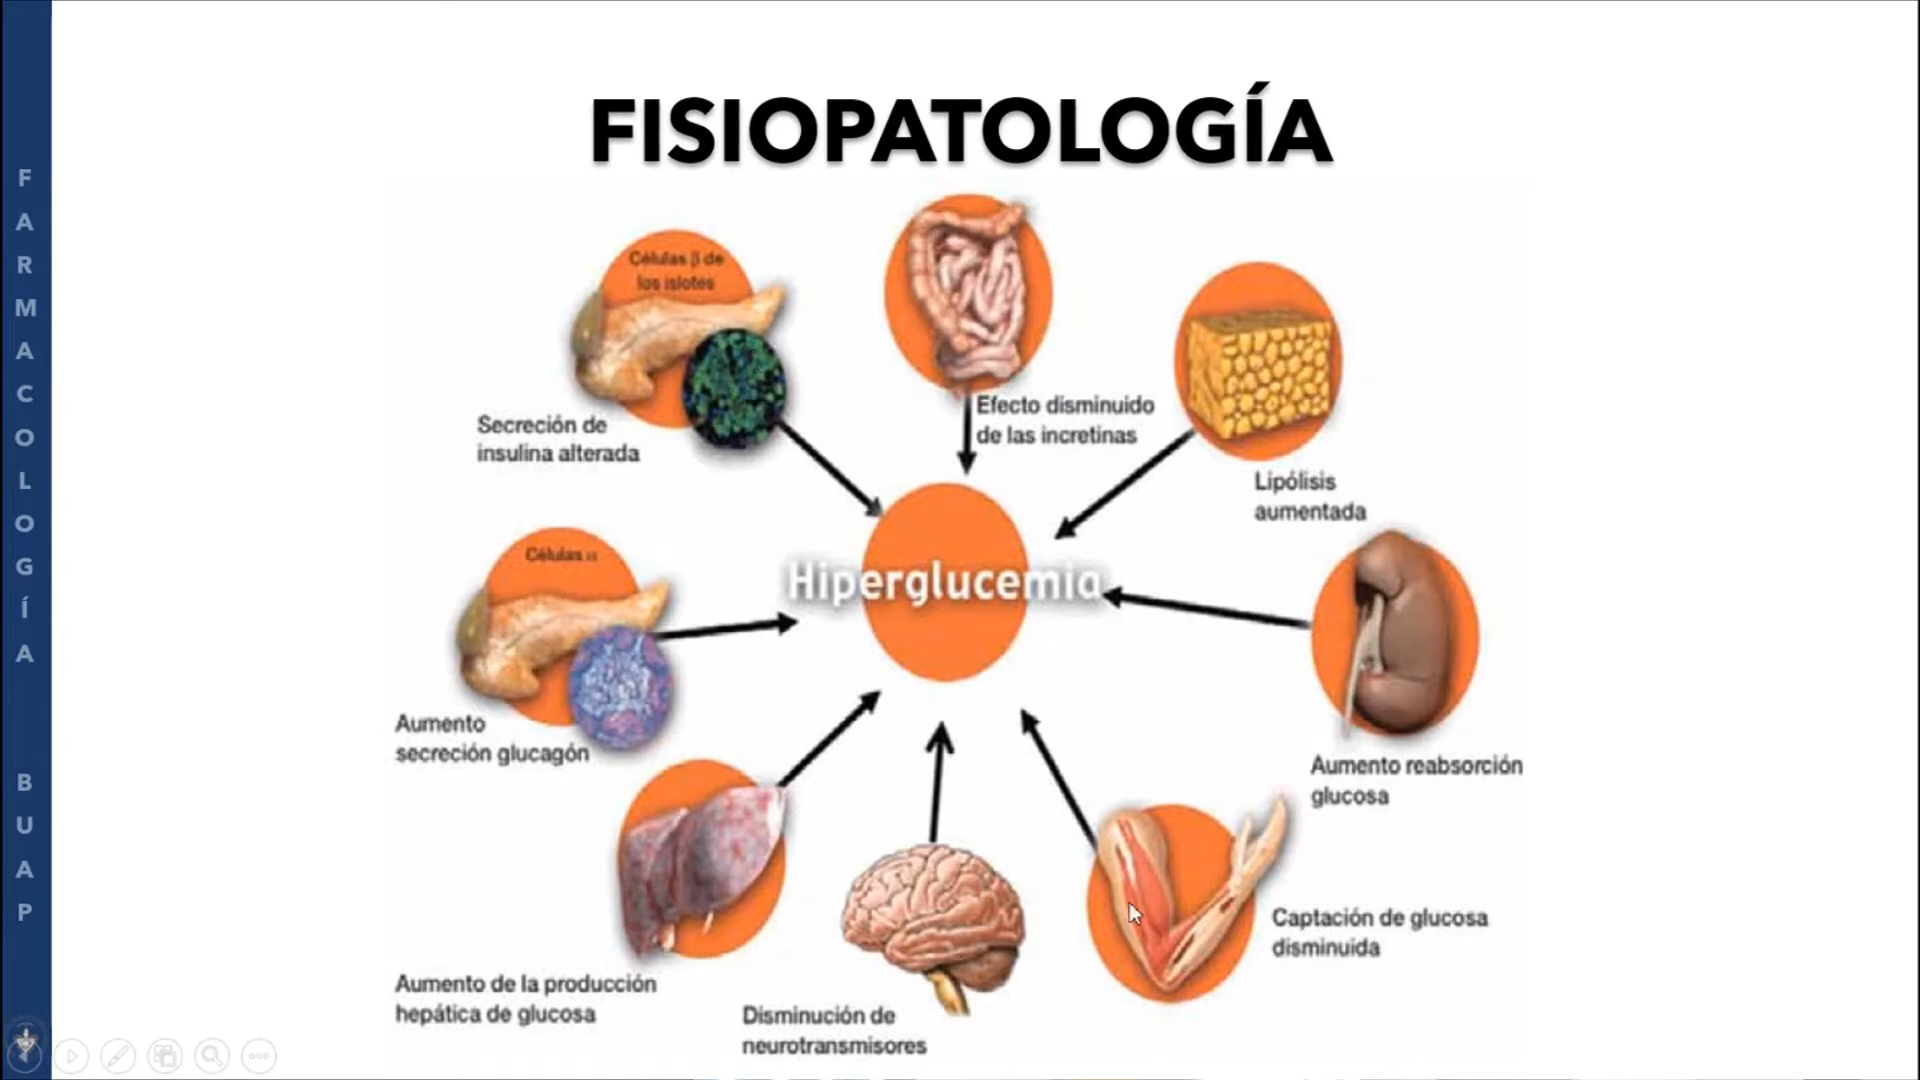 FISIOPATOLOGÍA
FARMACOLOGÍA BUAP
Células β de
los islotes
Secreción de
insulina alterada
Efecto disminuido
de las incretinas
Lipólisis
aumentada
Hiperglucemia
Células α
Aumento
secreción glucagón
Aumento reabsorción
glucosa
Captación de glucosa
disminuida
Aumento de la producción
hepática de glucosa
Disminución de
neurotransmisores